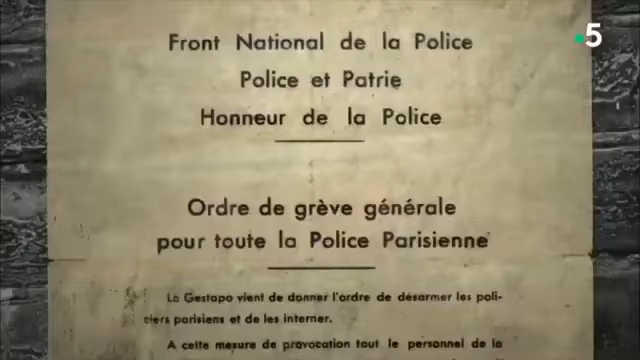 5
Front National de la Police
Police et Patrie
Honneur de la Police
Ordre de grève générale
pour toute la Police Parisienne
La Gestapo vient de donner l'ordre de désarmer les poli-
ciers parisiens et de les interner.
A cette mesure de provocation tout le personnel de la